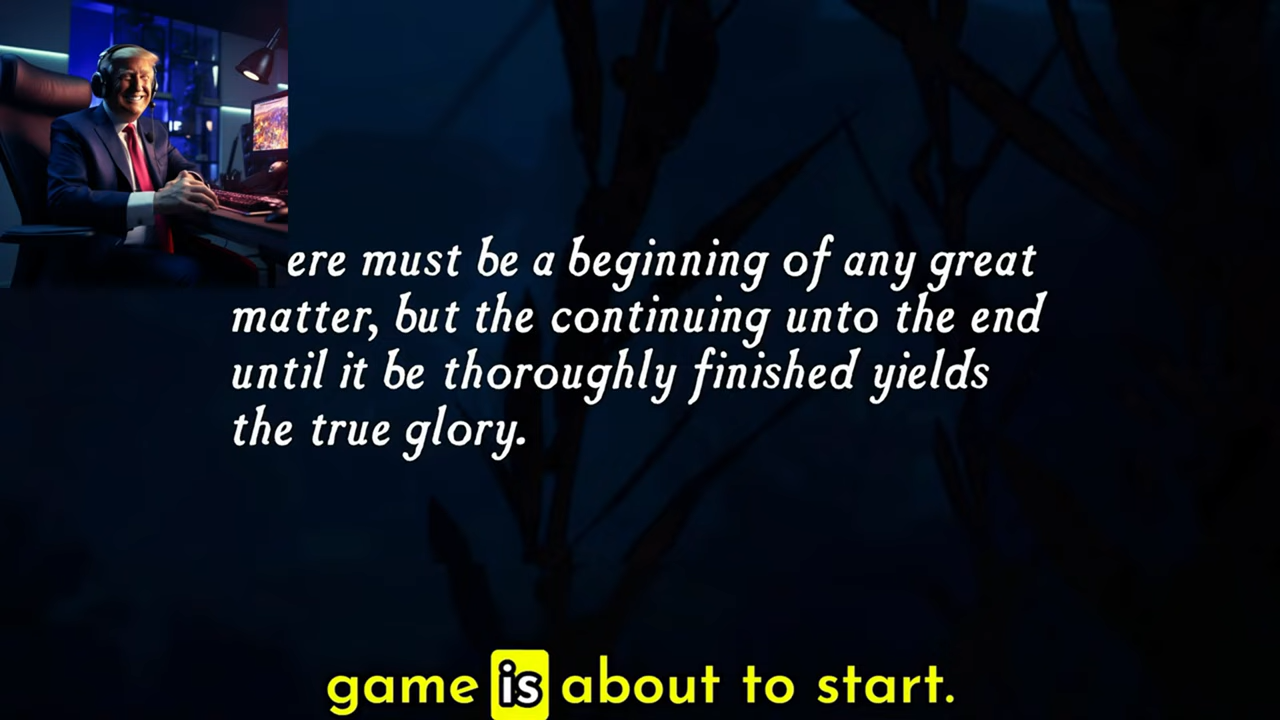 ere must be a beginning of any great
matter, but the continuing unto the end
until it be thoroughly finished yields
the true glory.
game is about to start.